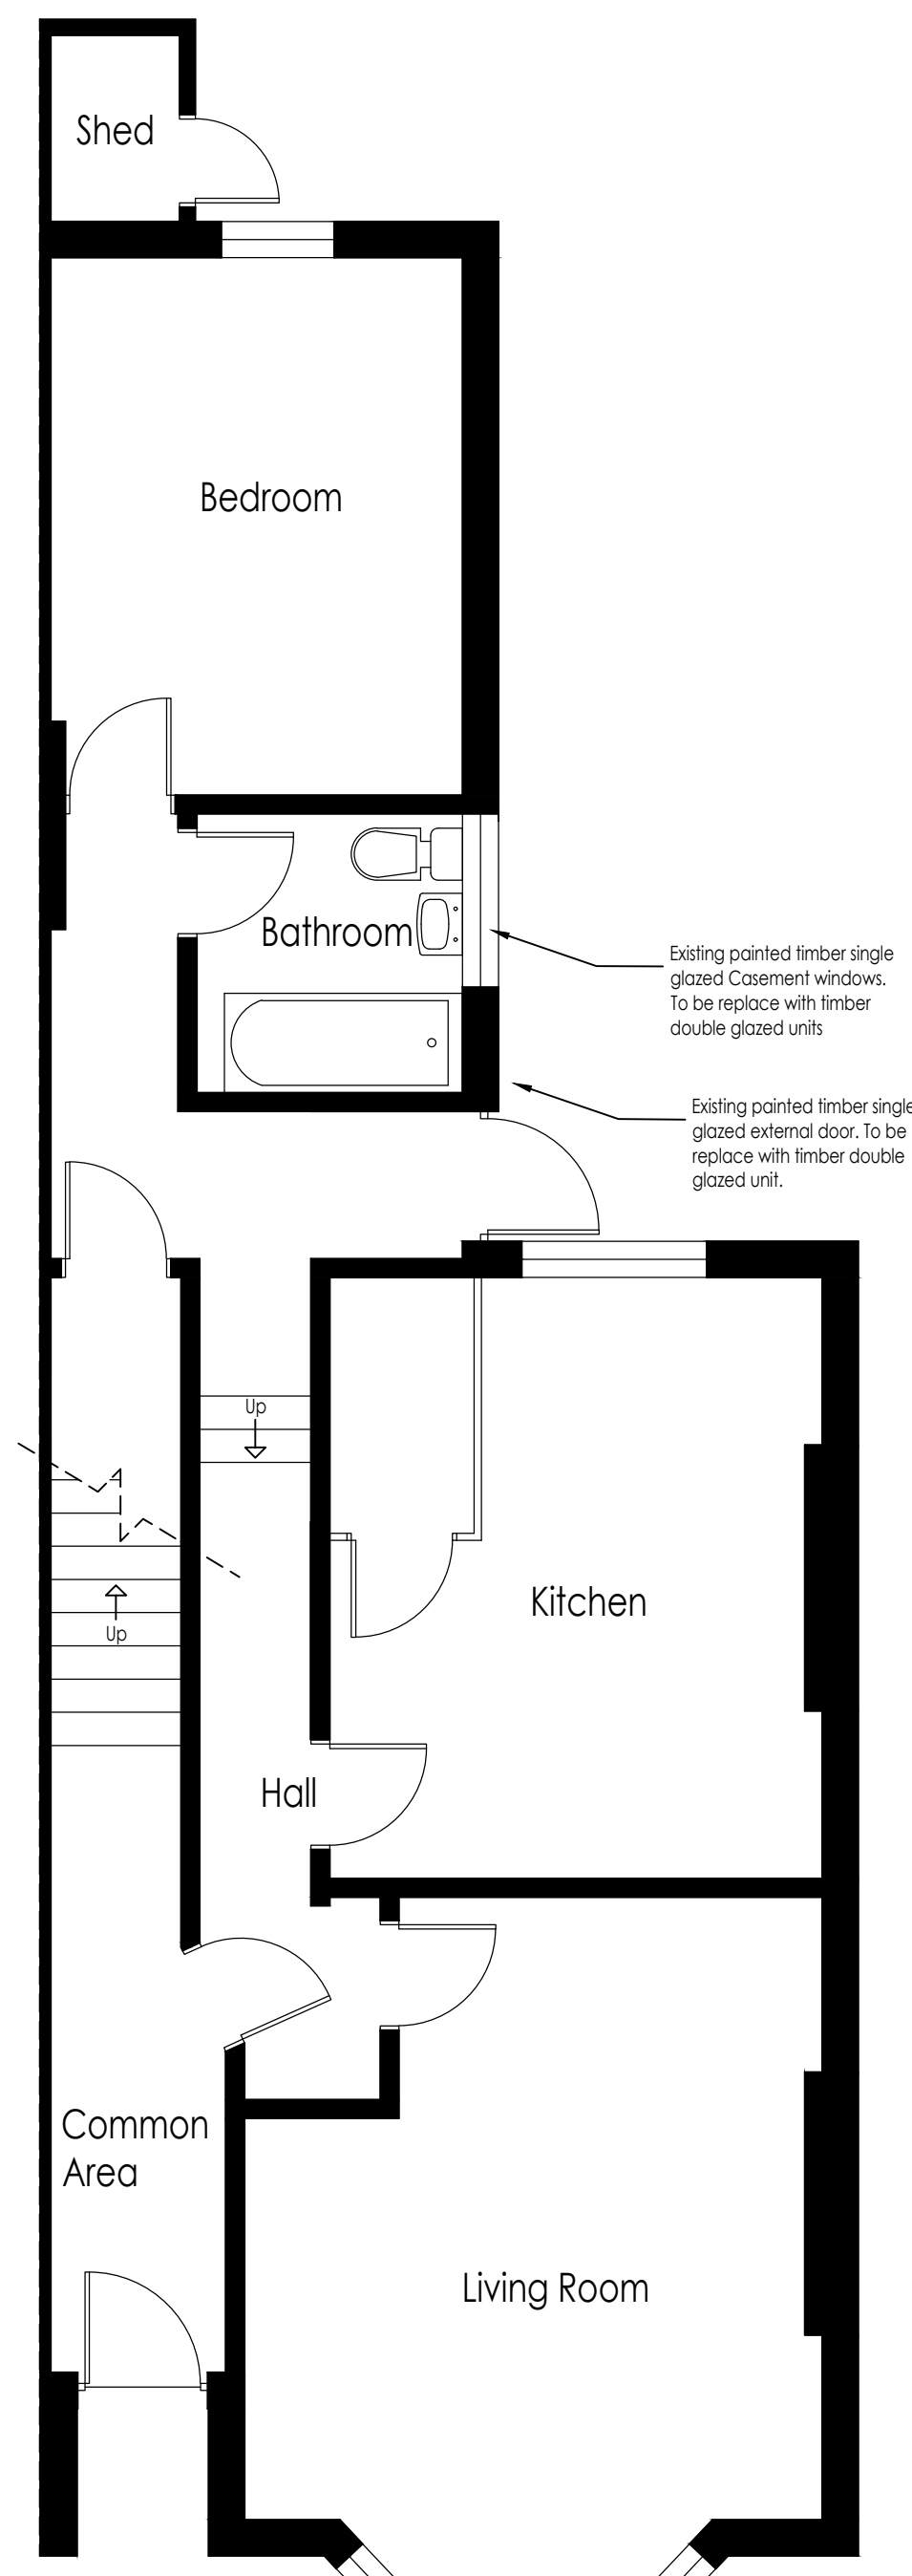 Shed
Bedroom
Bathroom
Existing painted timber single
glazed Casement windows.
To be replace with timber
double glazed units
Existing painted timber single
glazed external door. To be
replace with timber double
glazed unit.
Up
Kitchen
Up
Hall
Common
Area
Living Room